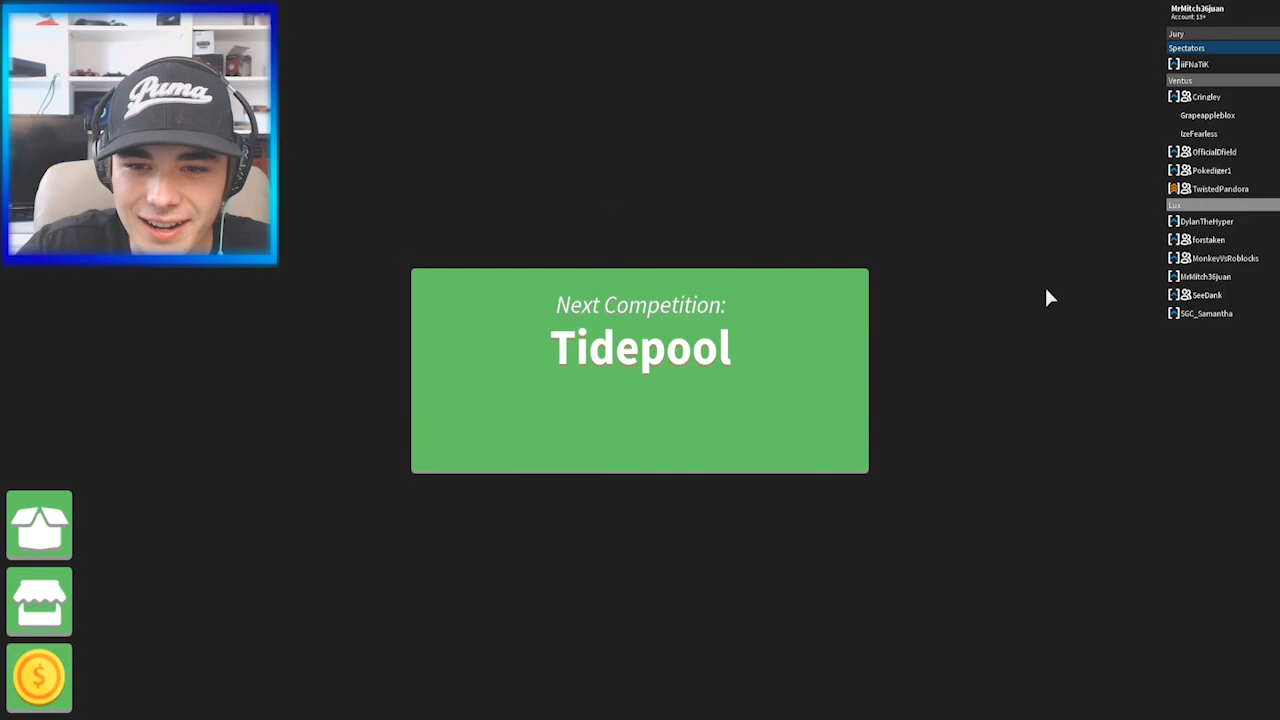 Puma
MrMitch36juan
Account: 13+
Jury
Spectators
iiFNaTiK
Ventus
Cringley
Grapeappleblox
IzeFearless
OfficialDfield
Pokediger1
TwistedPandora
Lux
DylanTheHyper
forstaken
MonkeyVsRoblocks
MrMitch36juan
SeeDank
SGC_Samantha
Next Competition:
Tidepool
$